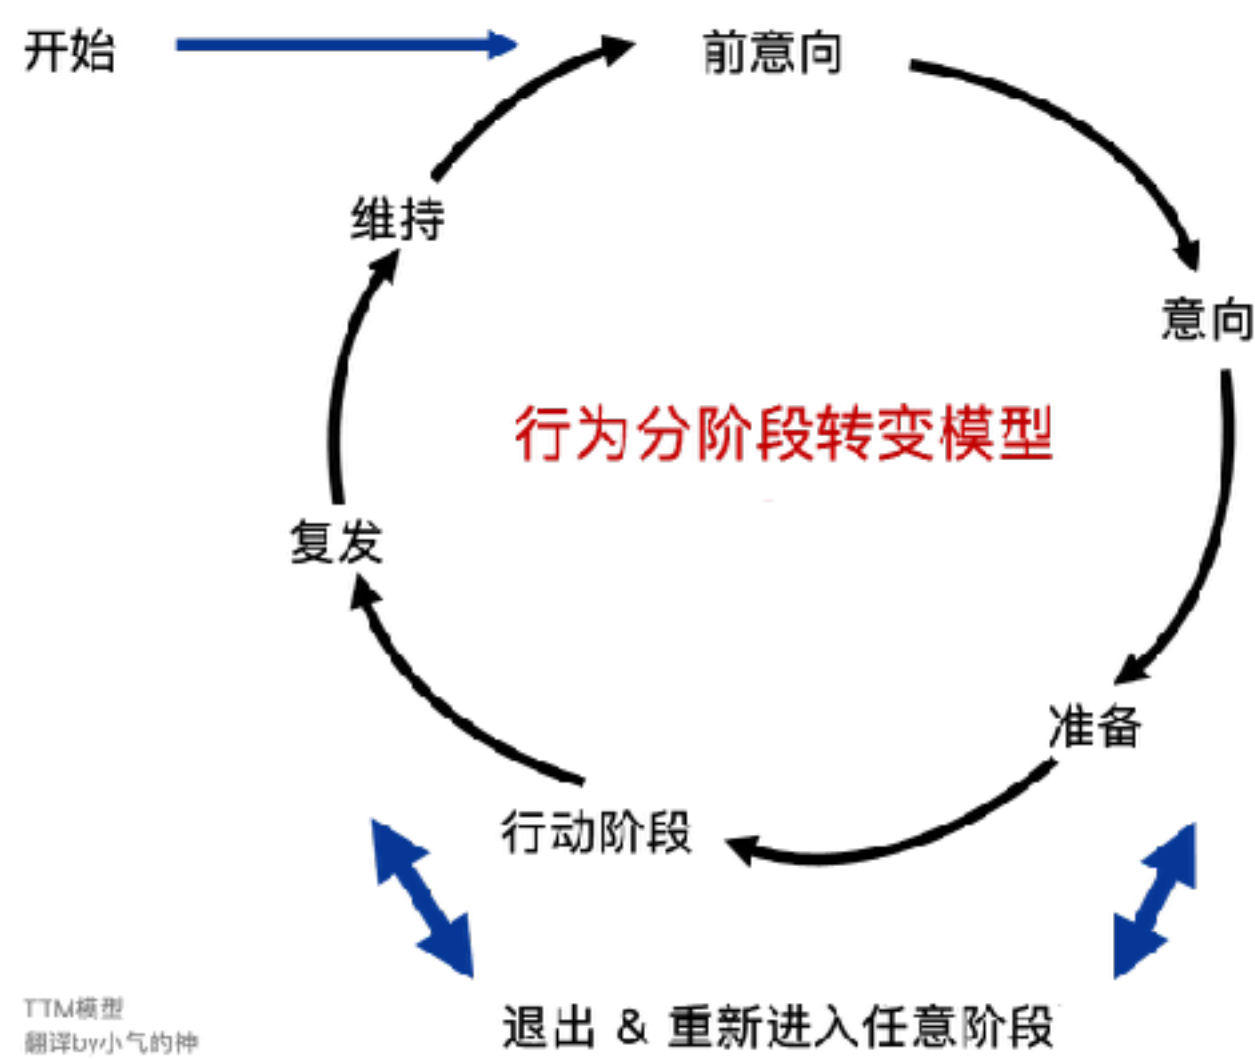 开始
前意向
维持
意向
行为分阶段转变模型
复发
准备
行动阶段
退出 & 重新进入任意阶段
TTM模型
翻译by小气的神